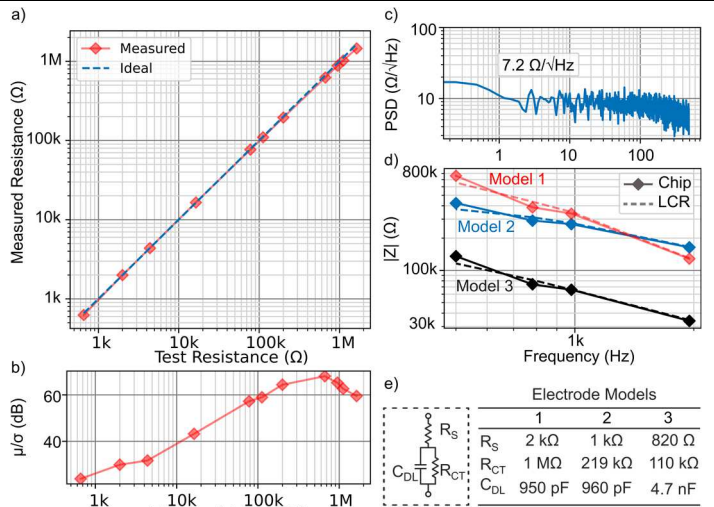 a)
Measured
Ideal
1M
100k
10k
1k
Measured Resistance (Ω)
1k 10k 100k 1M
Test Resistance (Ω)
b)
60
40
μ/σ (dB)
1k 10k 100k 1M
c)
100
10
PSD (Ω/√Hz)
7.2 Ω/√Hz
1 10 100
d)
800k
100k
30k
|Z| (Ω)
Model 1
Model 2
Model 3
Chip
LCR
1k
Frequency (Hz)
e)
Electrode Models
1 2 3
R_S 2 kΩ 1 kΩ 820 Ω
R_CT 1 MΩ 219 kΩ 110 kΩ
C_DL 950 pF 960 pF 4.7 nF
R_S
C_DL
R_CT